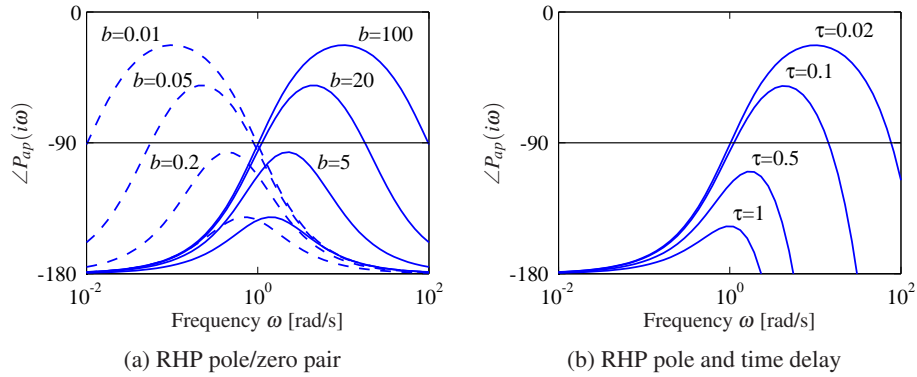 0
-90
-180
∠P_ap(iω)
b=0.01
b=0.05
b=0.2
b=100
b=20
b=5
10^-2
10^0
10^2
Frequency ω [rad/s]
(a) RHP pole/zero pair
0
-90
-180
∠P_ap(iω)
τ=0.02
τ=0.1
τ=0.5
τ=1
10^-2
10^0
10^2
Frequency ω [rad/s]
(b) RHP pole and time delay